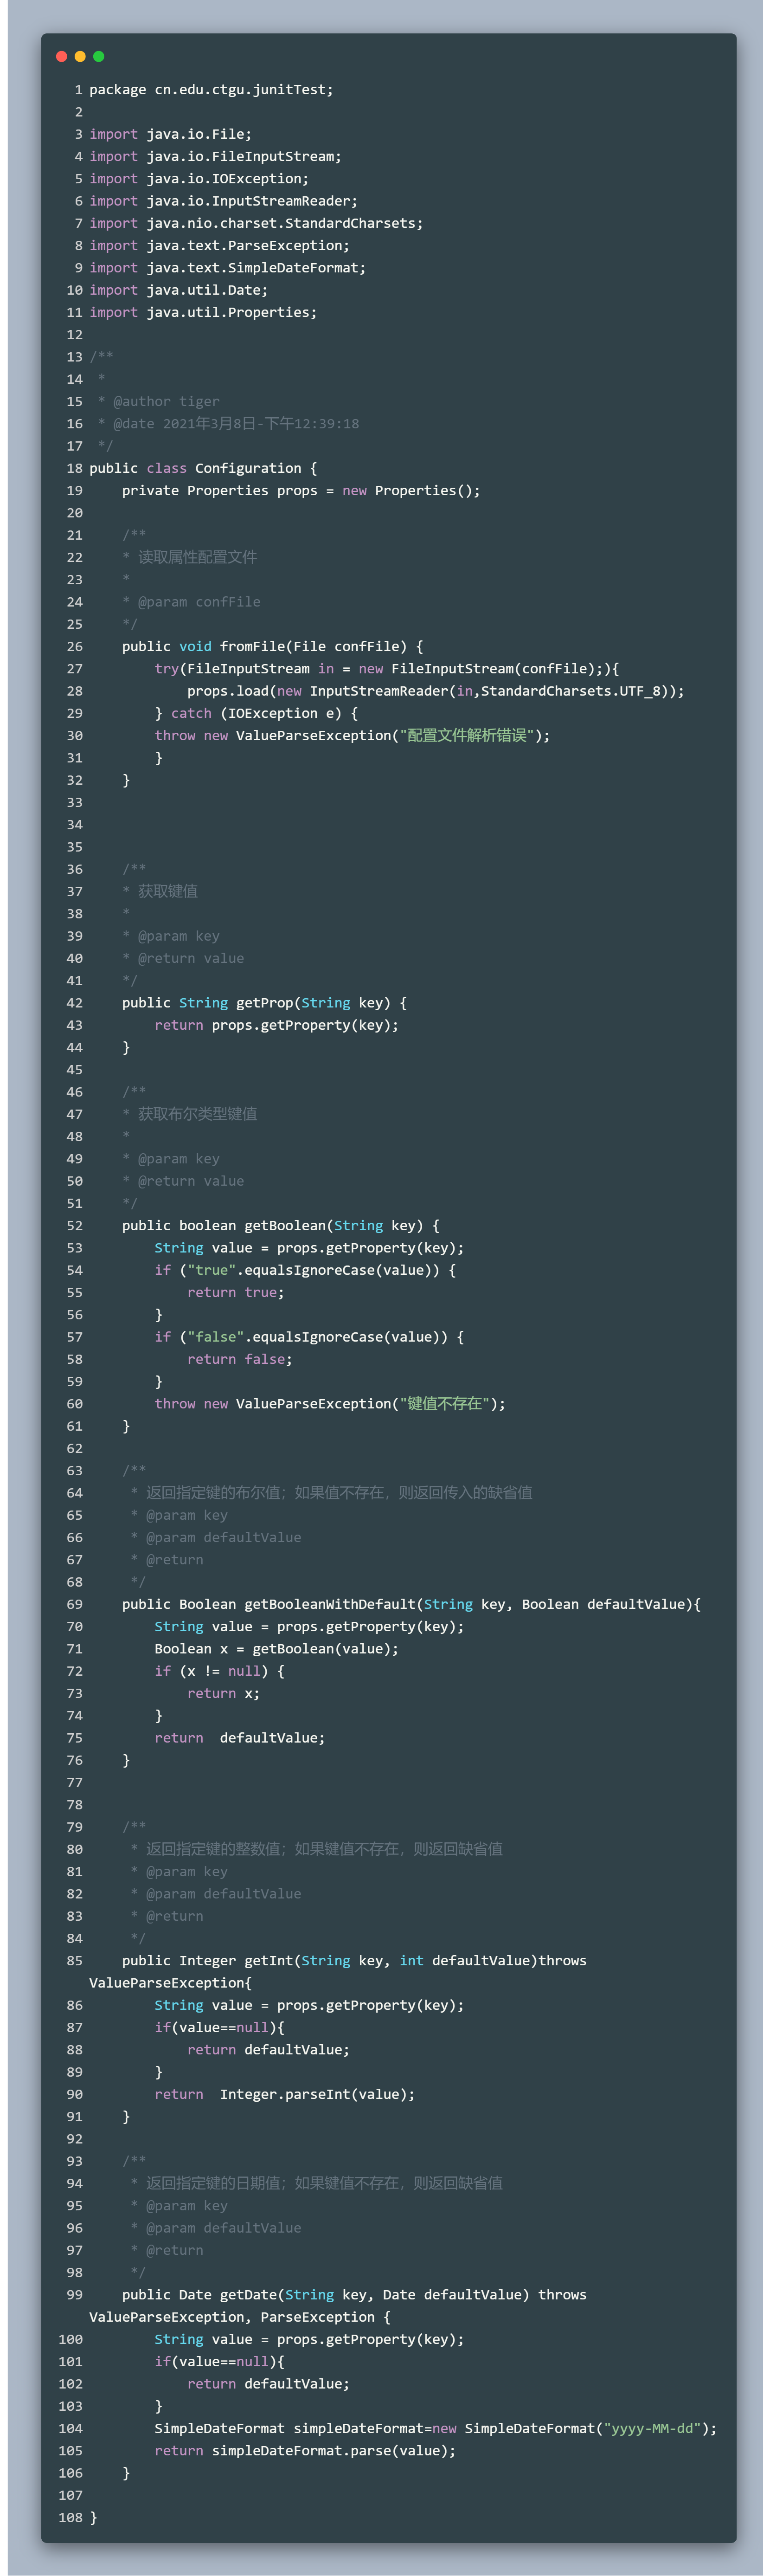 1 package cn.edu.ctgu.junitTest;
2
3 import java.io.File;
4 import java.io.FileInputStream;
5 import java.io.IOException;
6 import java.io.InputStreamReader;
7 import java.nio.charset.StandardCharsets;
8 import java.text.ParseException;
9 import java.text.SimpleDateFormat;
10 import java.util.Date;
11 import java.util.Properties;
12
13 /**
14  *
15  * @author tiger
16  * @date 2021年3月8日-下午12:39:18
17  */
18 public class Configuration {
19     private Properties props = new Properties();
20
21     /**
22     * 读取属性配置文件
23     *
24     * @param confFile
25     */
26     public void fromFile(File confFile) {
27         try(FileInputStream in = new FileInputStream(confFile);){
28             props.load(new InputStreamReader(in,StandardCharsets.UTF_8));
29         } catch (IOException e) {
30         throw new ValueParseException("配置文件解析错误");
31         }
32     }
33
34
35
36     /**
37     * 获取键值
38     *
39     * @param key
40     * @return value
41     */
42     public String getProp(String key) {
43         return props.getProperty(key);
44     }
45
46     /**
47     * 获取布尔类型键值
48     *
49     * @param key
50     * @return value
51     */
52     public boolean getBoolean(String key) {
53         String value = props.getProperty(key);
54         if ("true".equalsIgnoreCase(value)) {
55             return true;
56         }
57         if ("false".equalsIgnoreCase(value)) {
58             return false;
59         }
60         throw new ValueParseException("键值不存在");
61     }
62
63     /**
64      * 返回指定键的布尔值；如果值不存在，则返回传入的缺省值
65      * @param key
66      * @param defaultValue
67      * @return
68      */
69     public Boolean getBooleanWithDefault(String key, Boolean defaultValue){
70         String value = props.getProperty(key);
71         Boolean x = getBoolean(value);
72         if (x != null) {
73             return x;
74         }
75         return  defaultValue;
76     }
77
78
79     /**
80      * 返回指定键的整数值；如果键值不存在，则返回缺省值
81      * @param key
82      * @param defaultValue
83      * @return
84      */
85     public Integer getInt(String key, int defaultValue)throws
ValueParseException{
86         String value = props.getProperty(key);
87         if(value==null){
88             return defaultValue;
89         }
90         return  Integer.parseInt(value);
91     }
92
93     /**
94      * 返回指定键的日期值；如果键值不存在，则返回缺省值
95      * @param key
96      * @param defaultValue
97      * @return
98      */
99     public Date getDate(String key, Date defaultValue) throws
ValueParseException, ParseException {
100         String value = props.getProperty(key);
101         if(value==null){
102             return defaultValue;
103         }
104         SimpleDateFormat simpleDateFormat=new SimpleDateFormat("yyyy-MM-dd");
105         return simpleDateFormat.parse(value);
106     }
107
108 }